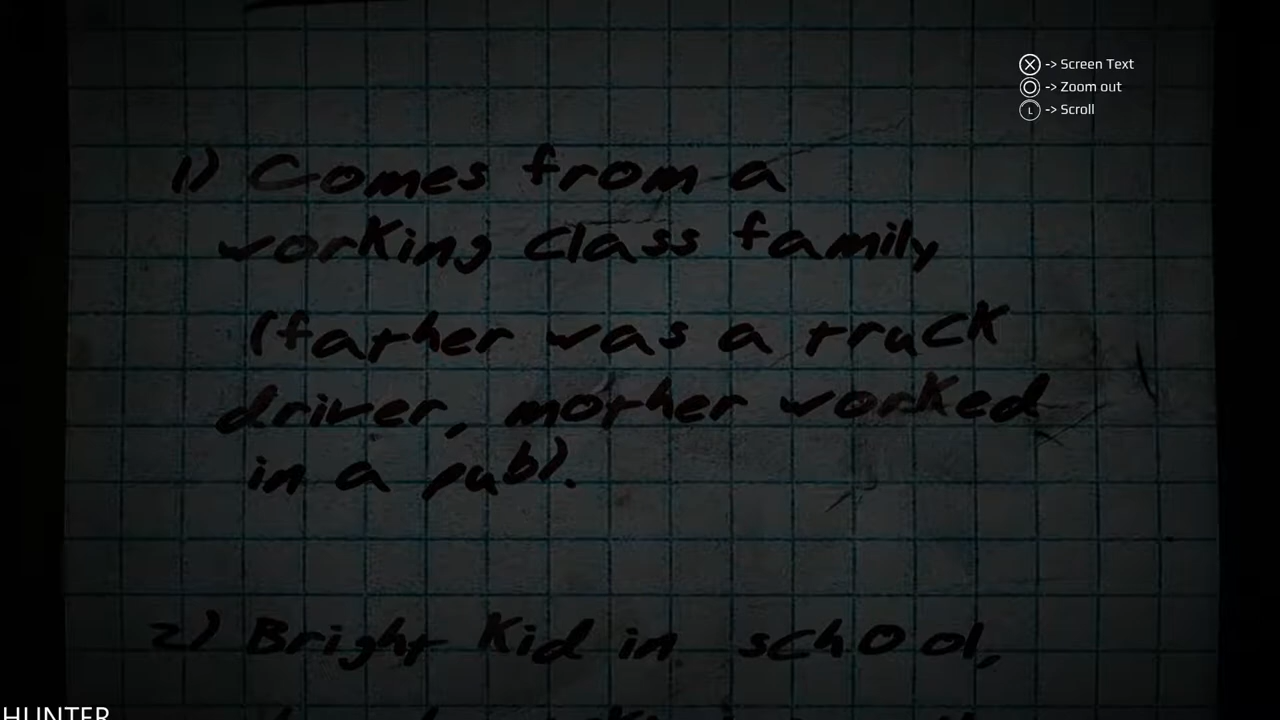 -> Screen Text
-> Zoom out
L -> Scroll
1) Comes from a
working class family
(father was a truck
driver, mother worked
in a pub).
2) Bright kid in school,
HUNTER